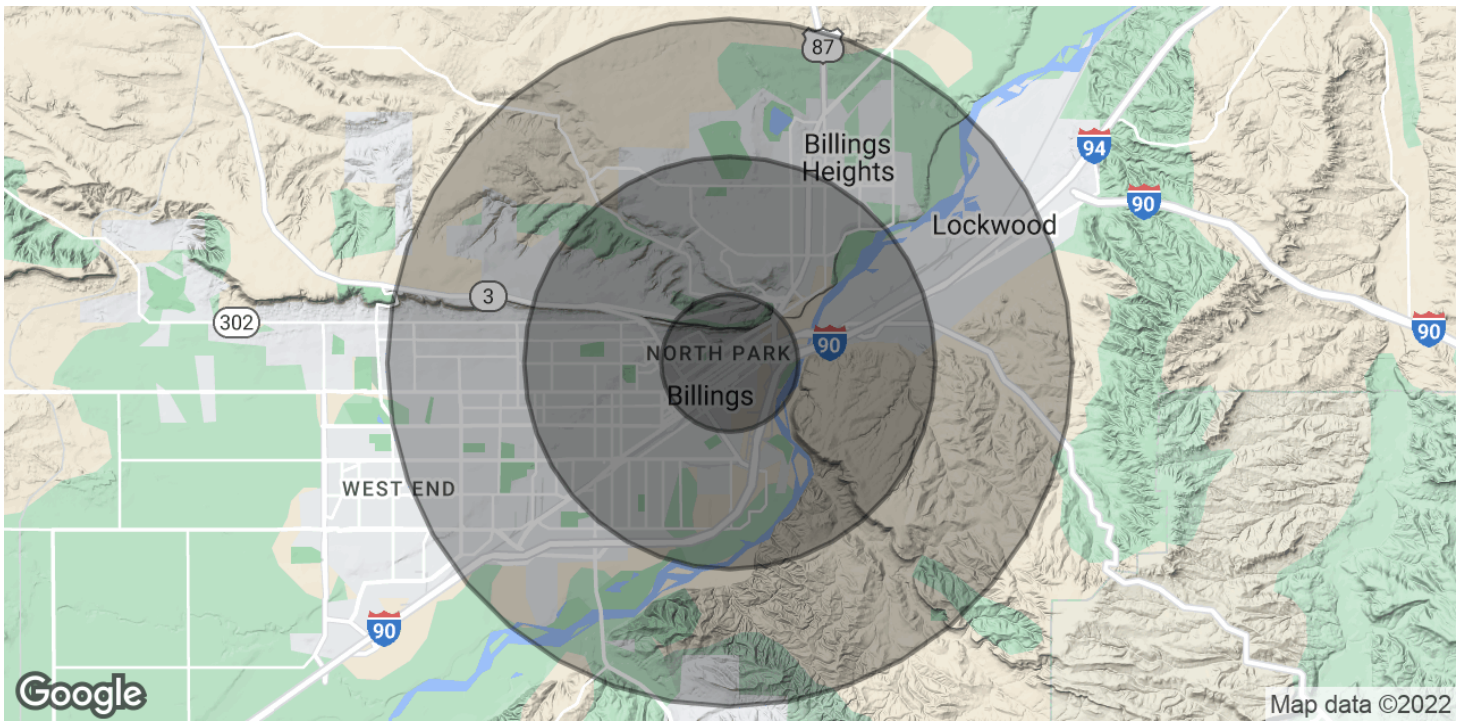 87
Billings
Heights
94
90
Lockwood
3
302
90
90
NORTH PARK
Billings
WEST END
90
Google
Map data ©2022